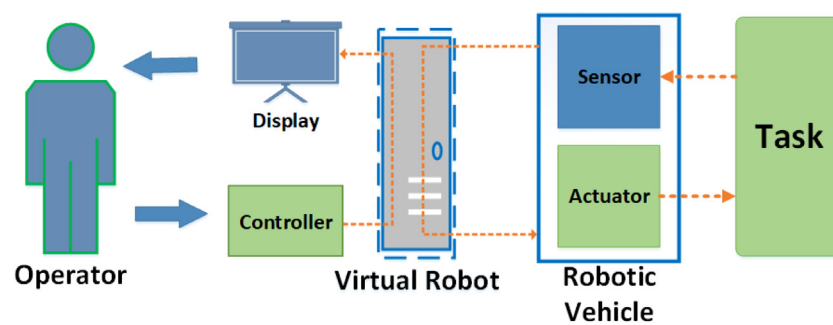 Display
Sensor
Task
Controller
Actuator
Operator
Virtual Robot
Robotic
Vehicle